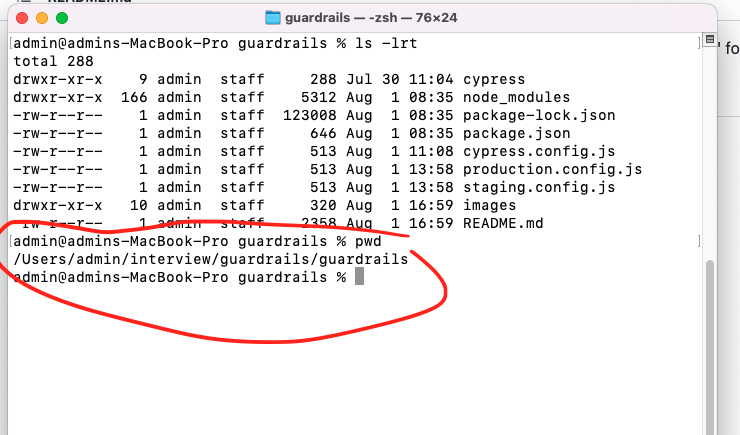 README.md
guardrails — -zsh — 76×24
[admin@admins-MacBook-Pro guardrails % ls -lrt ]
' fo
total 288
drwxr-xr-x 9 admin staff 288 Jul 30 11:04 cypress
drwxr-xr-x 166 admin staff 5312 Aug 1 08:35 node_modules
-rw-r--r-- 1 admin staff 123008 Aug 1 08:35 package-lock.json
-rw-r--r-- 1 admin staff 646 Aug 1 08:35 package.json
-rw-r--r-- 1 admin staff 513 Aug 1 11:08 cypress.config.js
-rw-r--r-- 1 admin staff 513 Aug 1 13:58 production.config.js
-rw-r--r-- 1 admin staff 513 Aug 1 13:58 staging.config.js
drwxr-xr-x 10 admin staff 320 Aug 1 16:59 images
-rw-r--r-- 1 admin staff 2358 Aug 1 16:59 README.md
[admin@admins-MacBook-Pro guardrails % pwd ]
/Users/admin/interview/guardrails/guardrails
admin@admins-MacBook-Pro guardrails %